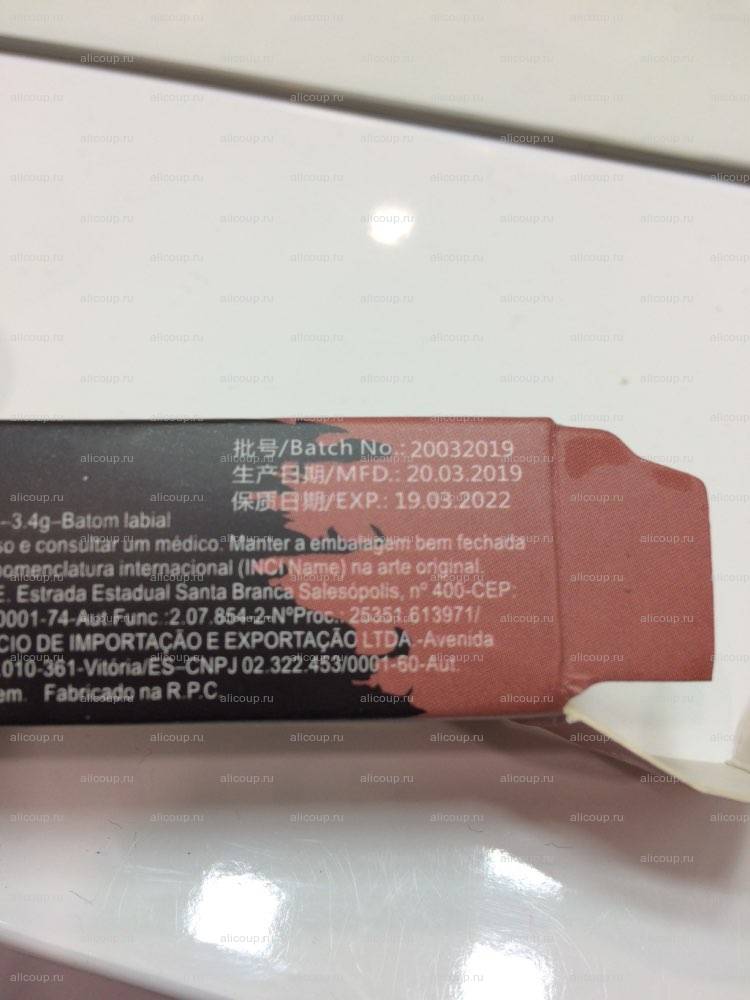 批号/Batch No.: 20032019
生产日期/MFD.: 20.03.2019
保质日期/EXP.: 19.03.2022
–3.4g–Batom labial
so e consultar um médico. Manter a embalagem bem fechada
nomenclatura internacional (INCI Name) na arte original.
E. Estrada Estadual Santa Branca Salesópolis, nº 400-CEP:
0001-74-Aut.Func.:2.07.854-2-NºProc.: 25351.613971/
CIO DE IMPORTAÇÃO E EXPORTAÇÃO LTDA.-Avenida
.010-361-Vitória/ES–CNPJ 02.322.453/0001-60-Aut.
em. Fabricado na R.P.C.
alicoup.ru